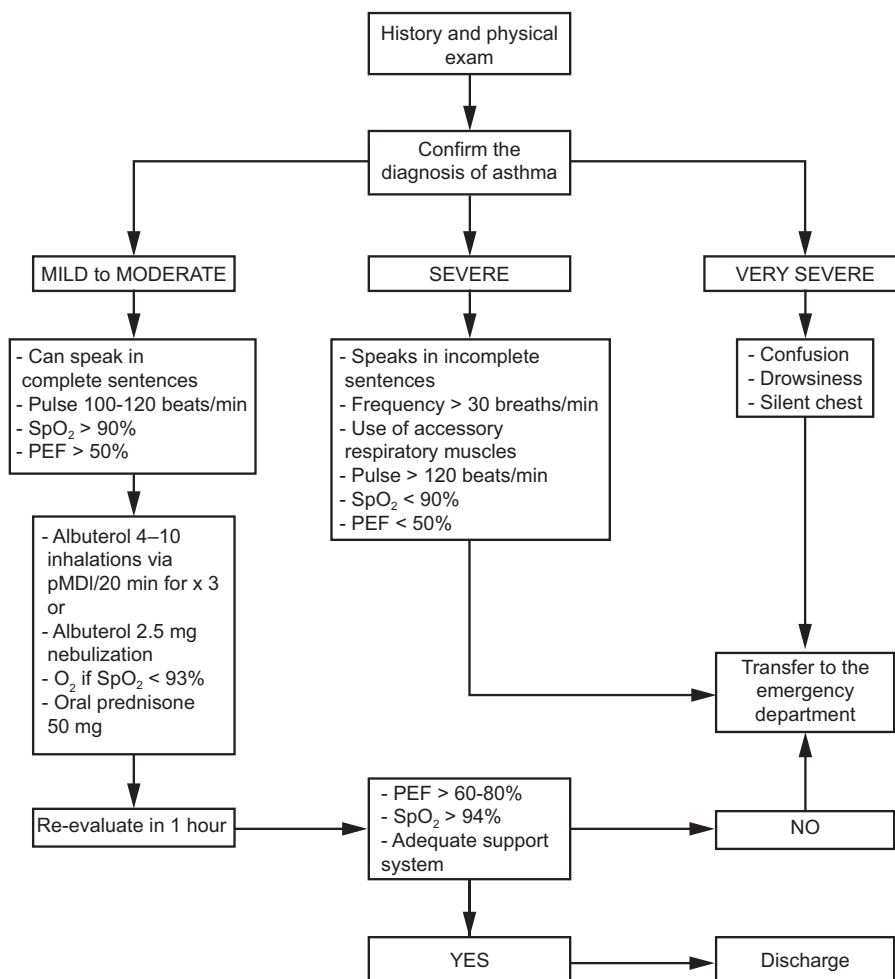 History and physical
exam
Confirm the
diagnosis of asthma
MILD to MODERATE
SEVERE
VERY SEVERE
- Can speak in
complete sentences
- Pulse 100-120 beats/min
- SpO₂ > 90%
- PEF > 50%
- Speaks in incomplete
sentences
- Frequency > 30 breaths/min
- Use of accessory
respiratory muscles
- Pulse > 120 beats/min
- SpO₂ < 90%
- PEF < 50%
- Confusion
- Drowsiness
- Silent chest
- Albuterol 4–10
inhalations via
pMDI/20 min for x 3
or
- Albuterol 2.5 mg
nebulization
- O₂ if SpO₂ < 93%
- Oral prednisone
50 mg
Transfer to the
emergency
department
Re-evaluate in 1 hour
- PEF > 60-80%
- SpO₂ > 94%
- Adequate support
system
NO
YES
Discharge